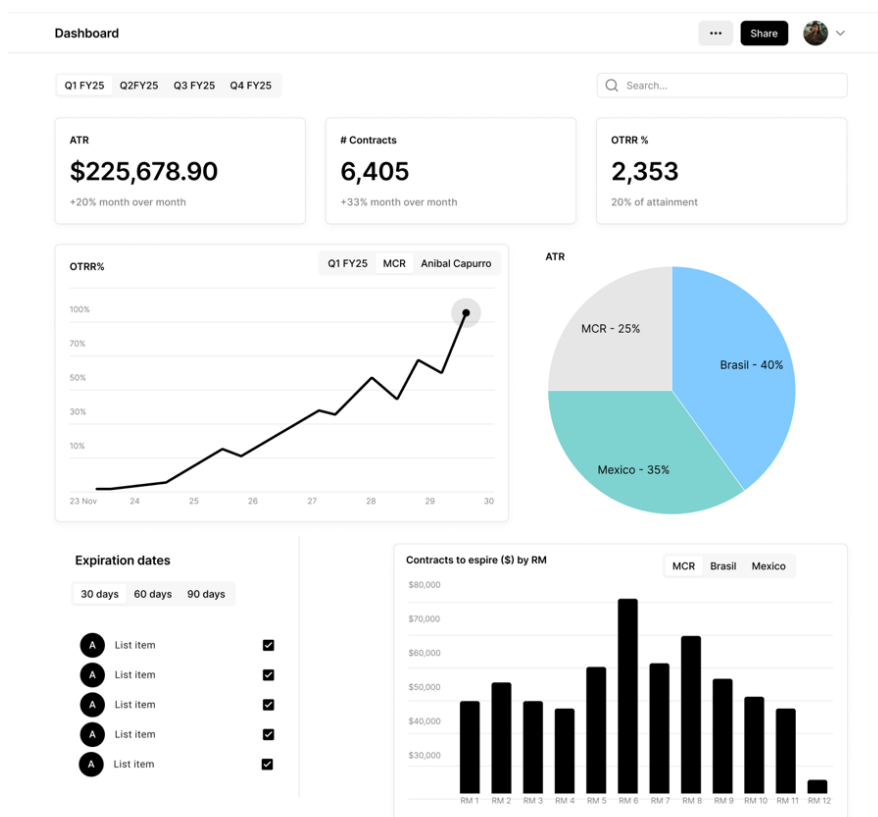 Dashboard
•••
Share
Q1 FY25 Q2FY25 Q3 FY25 Q4 FY25
Search...
ATR
$225,678.90
+20% month over month
# Contracts
6,405
+33% month over month
OTRR %
2,353
20% of attainment
OTRR%
Q1 FY25 MCR Anibal Capurro
100%
70%
50%
30%
10%
23 Nov 24 25 26 27 28 29 30
ATR
MCR - 25%
Brasil - 40%
Mexico - 35%
Expiration dates
30 days 60 days 90 days
A List item
A List item
A List item
A List item
A List item
Contracts to espire ($) by RM
MCR Brasil Mexico
$80,000
$70,000
$60,000
$50,000
$40,000
$30,000
RM 1 RM 2 RM 3 RM 4 RM 5 RM 6 RM 7 RM 8 RM 9 RM 10 RM 11 RM 12